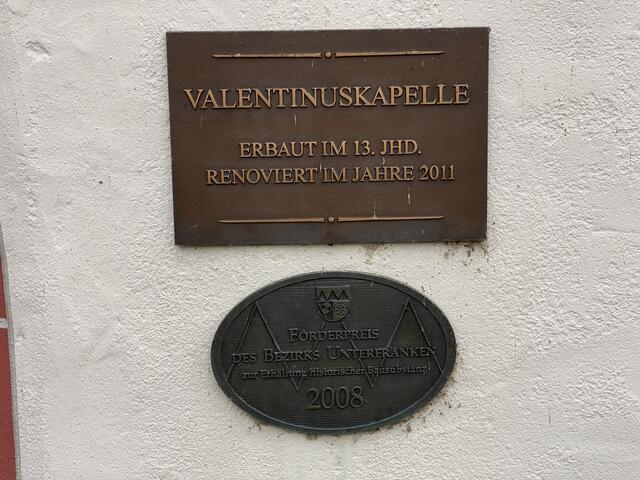 VALENTINUSKAPELLE
ERBAUT IM 13. JHD.
RENOVIERT IM JAHRE 2011
FÖRDERPREIS
DES BEZIRKS UNTERFRANKEN
zur Erhaltung historischer Bausubstanz
2008